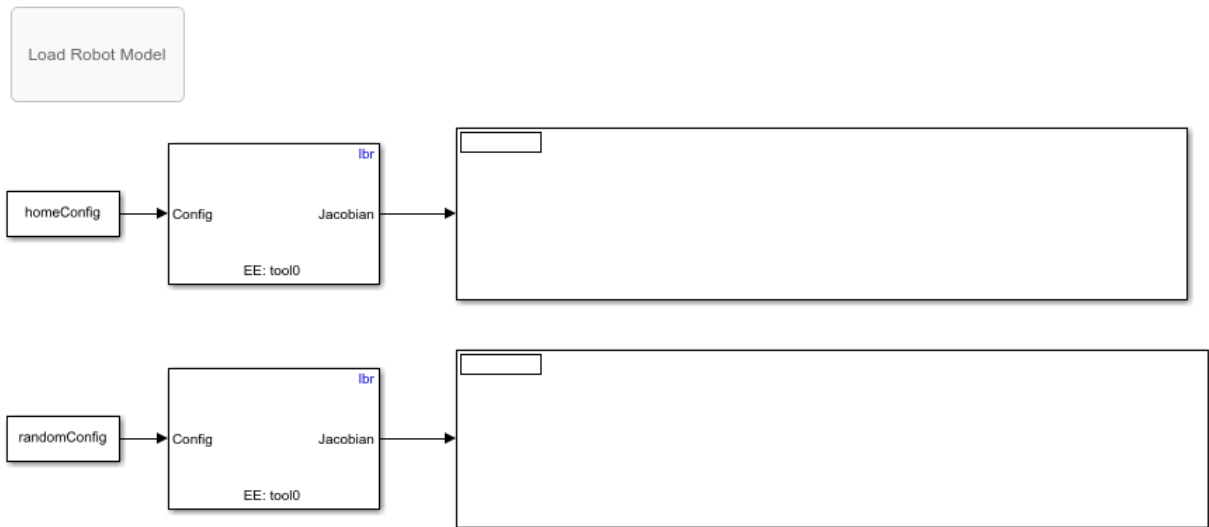 Load Robot Model
lbr
homeConfig
Config
Jacobian
EE: tool0
lbr
randomConfig
Config
Jacobian
EE: tool0